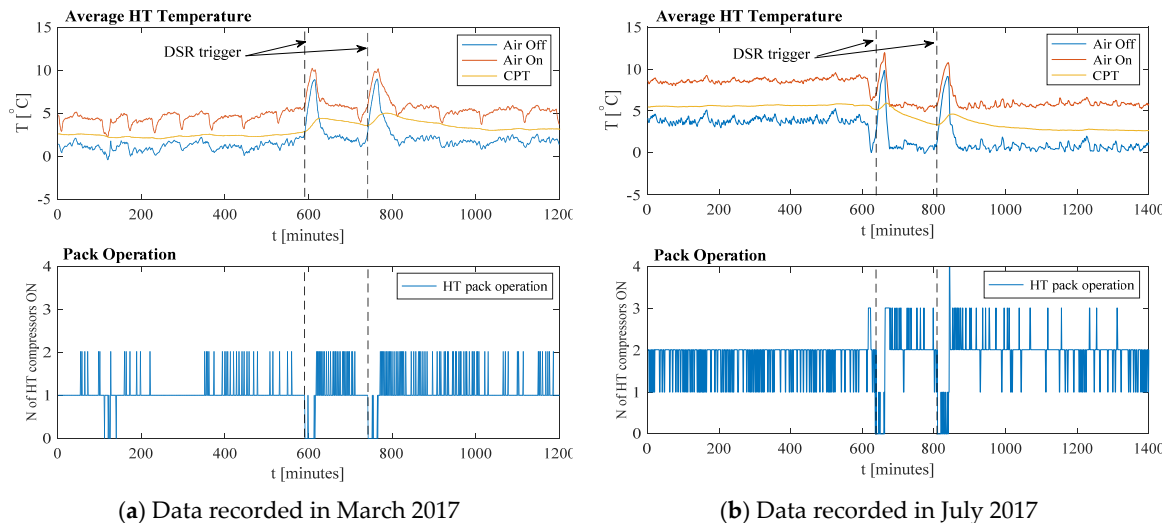 Average HT Temperature
15
10
5
0
-5
T [°C]
DSR trigger
Air Off
Air On
CPT
0 200 400 600 800 1000 1200
t [minutes]
Pack Operation
4
3
2
1
0
N of HT compressors ON
HT pack operation
0 200 400 600 800 1000 1200
t [minutes]
(a) Data recorded in March 2017
Average HT Temperature
15
10
5
0
-5
T [°C]
DSR trigger
Air Off
Air On
CPT
0 200 400 600 800 1000 1200 1400
t [minutes]
Pack Operation
4
3
2
1
0
N of HT compressors ON
HT pack operation
0 200 400 600 800 1000 1200 1400
t [minutes]
(b) Data recorded in July 2017